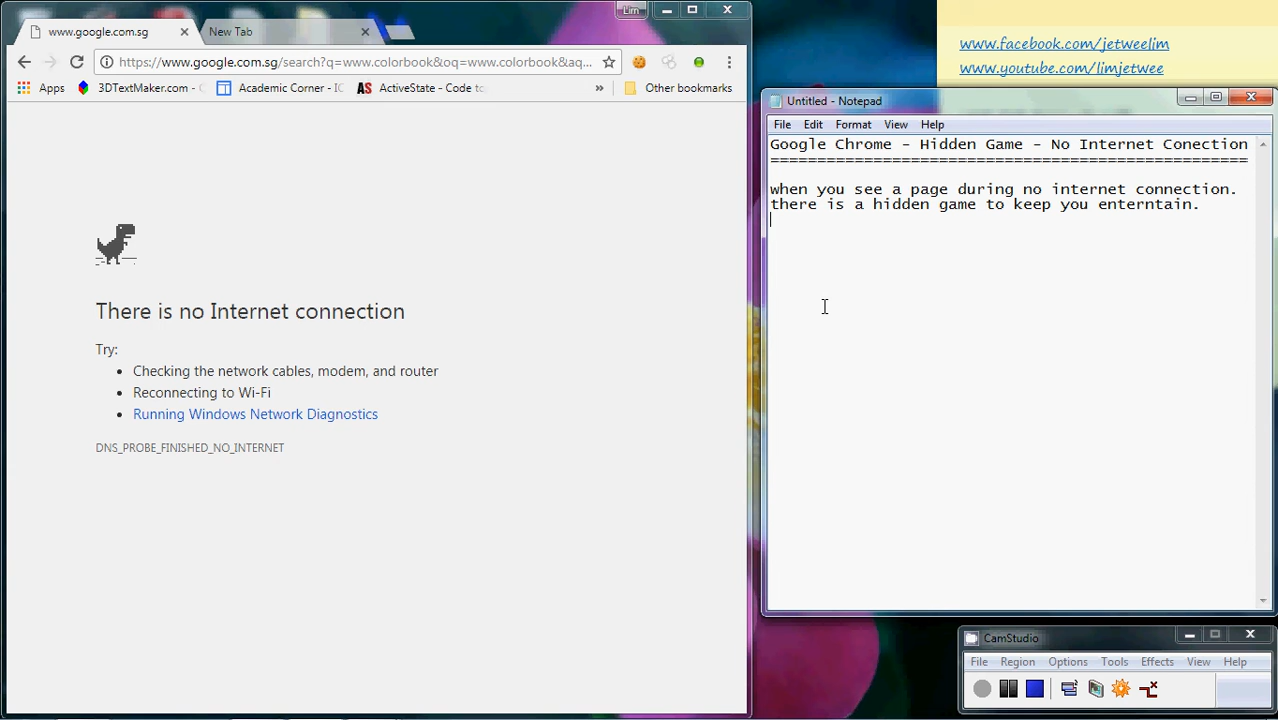 Lim
www.google.com.sg
New Tab
https://www.google.com.sg/search?q=www.colorbook&oq=www.colorbook&aq...
Apps
3DTextMaker.com -
Academic Corner - IC
ActiveState - Code to
»
Other bookmarks
There is no Internet connection
Try:
• Checking the network cables, modem, and router
• Reconnecting to Wi-Fi
• Running Windows Network Diagnostics
DNS_PROBE_FINISHED_NO_INTERNET
www.facebook.com/jetweelim
www.youtube.com/limjetwee
Untitled - Notepad
File Edit Format View Help
Google Chrome - Hidden Game - No Internet Conection
===================================================
when you see a page during no internet connection.
there is a hidden game to keep you enterntain.
CamStudio
File Region Options Tools Effects View Help